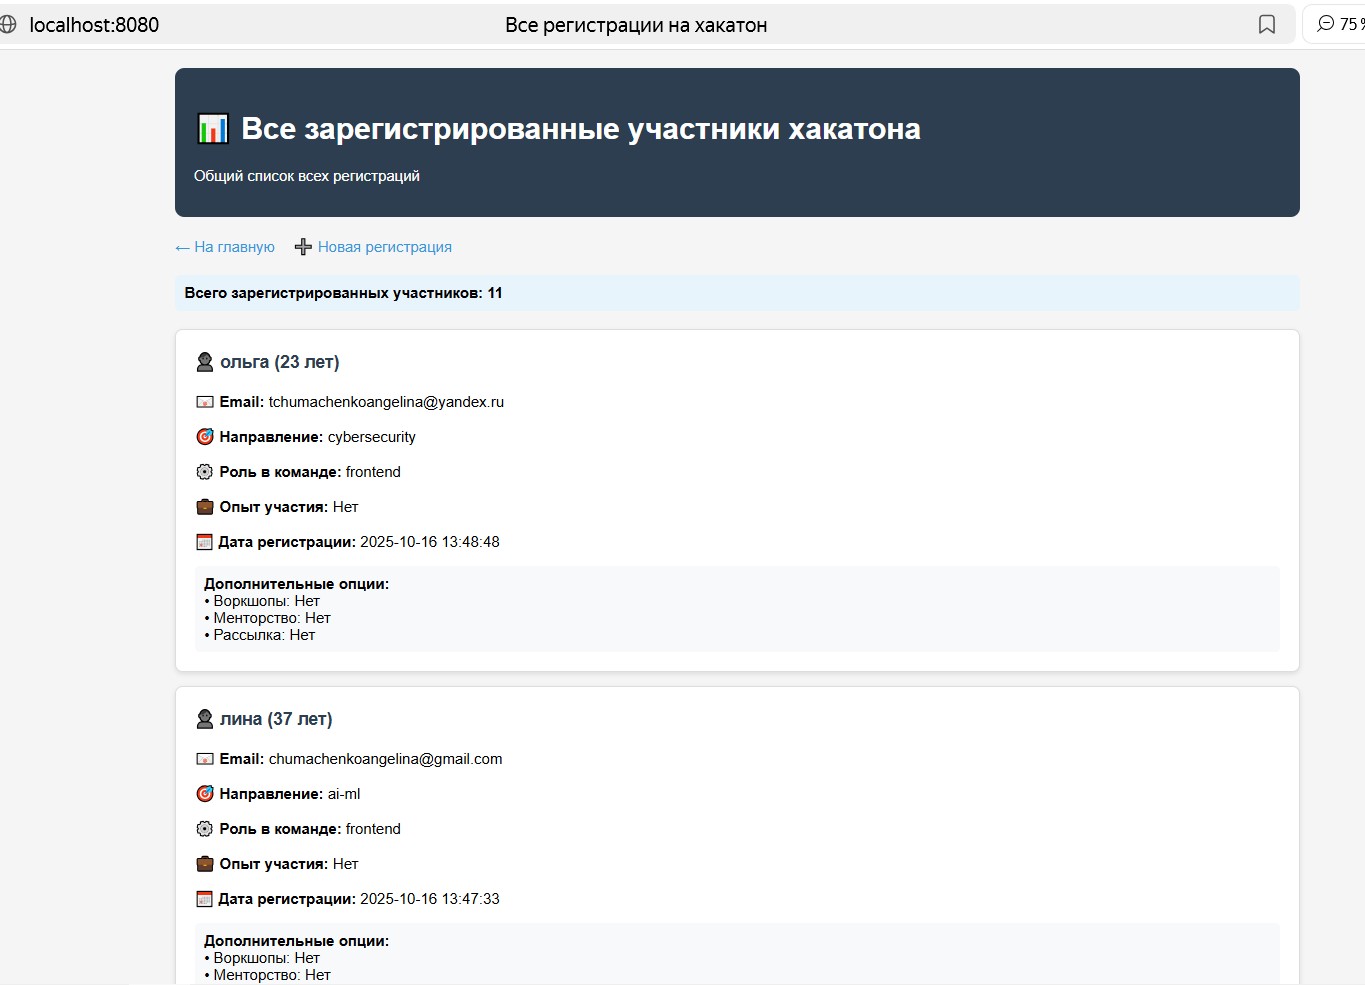 localhost:8080 Все регистрации на хакатон 75%
Все зарегистрированные участники хакатона
Общий список всех регистраций
← На главную ➕ Новая регистрация
Всего зарегистрированных участников: 11
ольга (23 лет)
Email: tchumachenkoangelina@yandex.ru
Направление: cybersecurity
Роль в команде: frontend
Опыт участия: Нет
Дата регистрации: 2025-10-16 13:48:48
Дополнительные опции:
• Воркшопы: Нет
• Менторство: Нет
• Рассылка: Нет
лина (37 лет)
Email: chumachenkoangelina@gmail.com
Направление: ai-ml
Роль в команде: frontend
Опыт участия: Нет
Дата регистрации: 2025-10-16 13:47:33
Дополнительные опции:
• Воркшопы: Нет
• Менторство: Нет